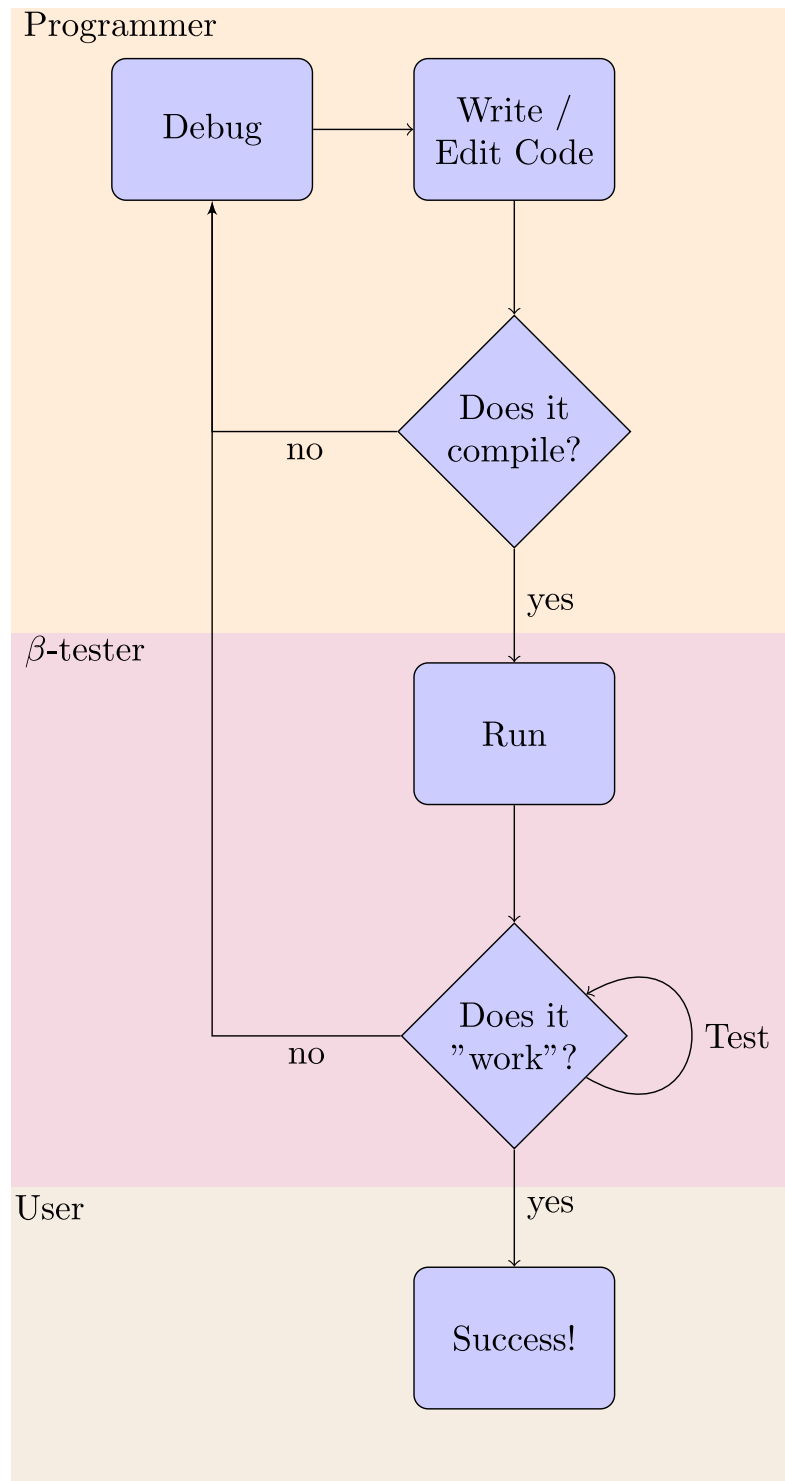 Programmer
Debug
Write /
Edit Code
Does it
compile?
no
yes
β-tester
Run
Does it
”work”?
Test
no
yes
User
Success!